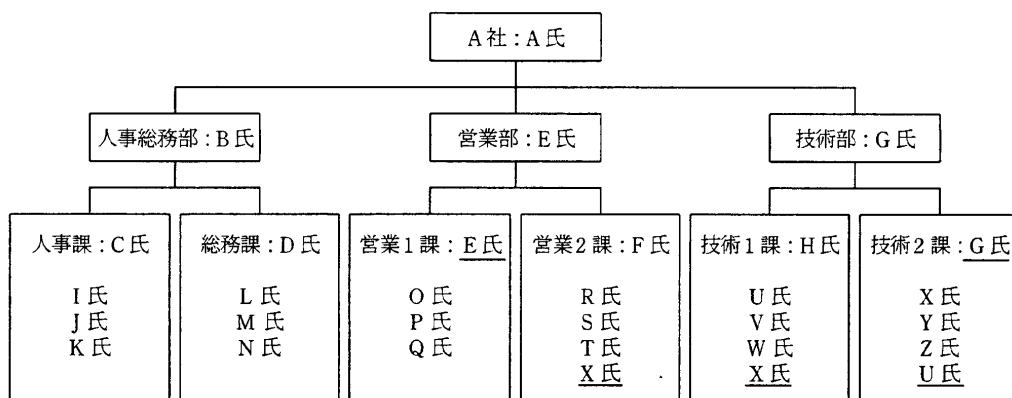 A社:A氏
人事総務部:B氏
営業部:E氏
技術部:G氏
人事課:C氏
I氏
J氏
K氏
総務課:D氏
L氏
M氏
N氏
営業1課:E氏
O氏
P氏
Q氏
営業2課:F氏
R氏
S氏
T氏
X氏
技術1課:H氏
U氏
V氏
W氏
X氏
技術2課:G氏
X氏
Y氏
Z氏
U氏